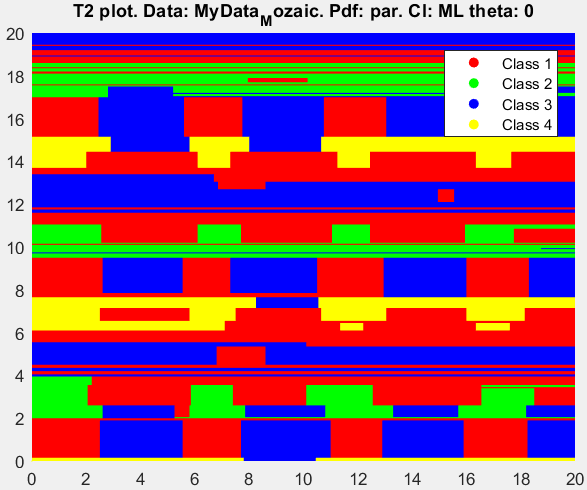 T2 plot. Data: MyData_Mozaic. Pdf: par. Cl: ML theta: 0
20
18
16
14
12
10
8
6
4
2
0
Class 1
Class 2
Class 3
Class 4
0 2 4 6 8 10 12 14 16 18 20